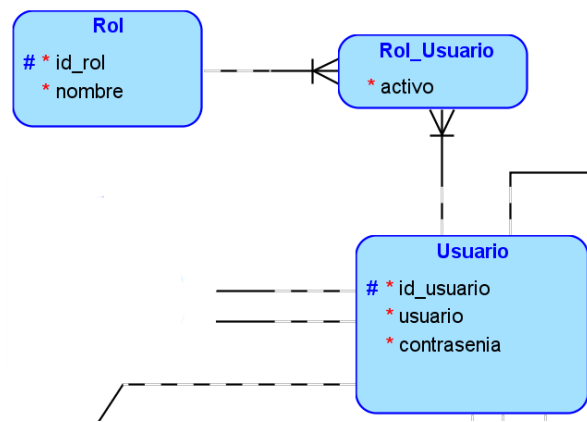 Rol
# * id_rol
* nombre
Rol_Usuario
* activo
Usuario
# * id_usuario
* usuario
* contrasenia